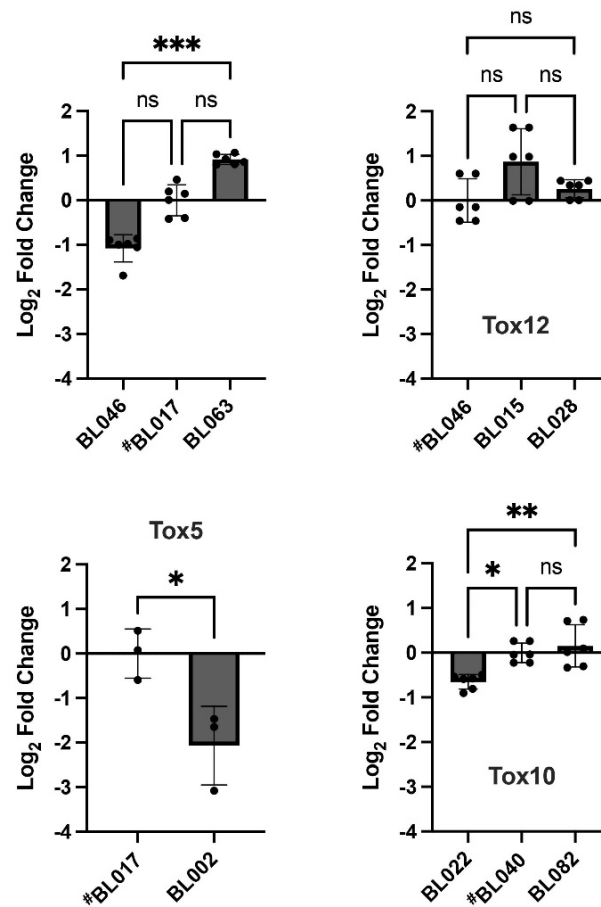 ***
ns ns
2
1
0
-1
-2
-3
-4
Log2 Fold Change
BL046
#BL017
BL063
ns
ns ns
2
1
0
-1
-2
-3
-4
Log2 Fold Change
Tox12
#BL046
BL015
BL028
Tox5
*
2
1
0
-1
-2
-3
-4
Log2 Fold Change
#BL017
BL002
**
* ns
2
1
0
-1
-2
-3
-4
Log2 Fold Change
Tox10
BL022
#BL040
BL082